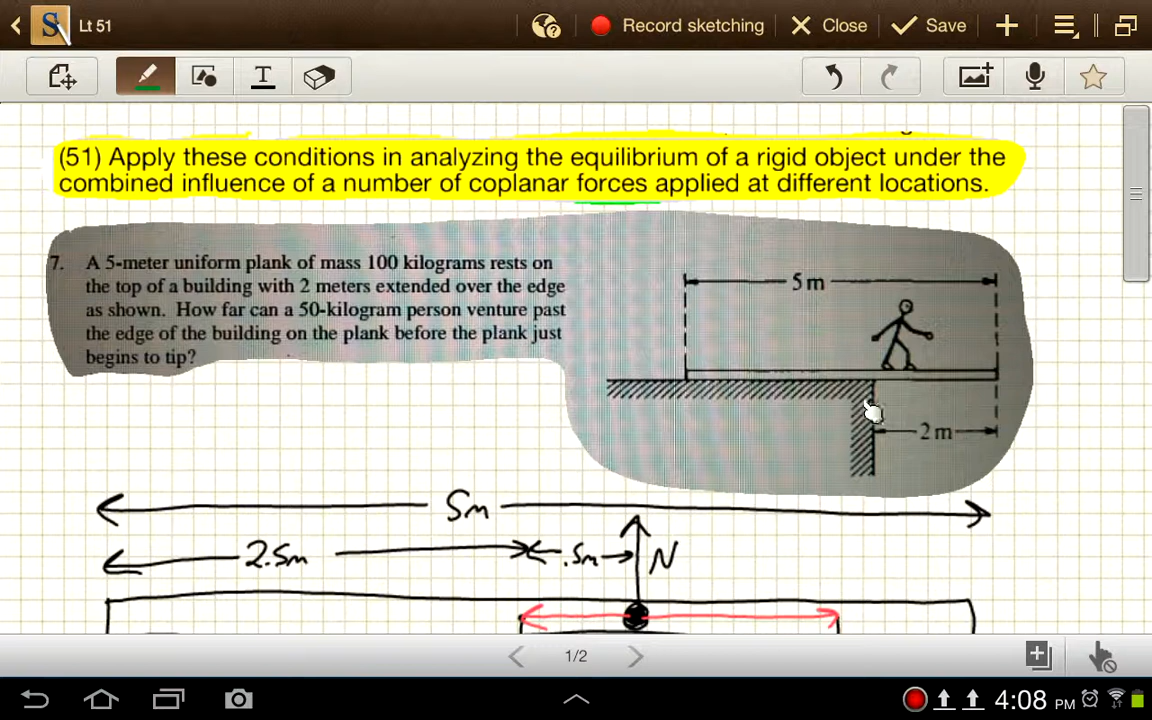 Lt 51
Record sketching
Close
Save
(51) Apply these conditions in analyzing the equilibrium of a rigid object under the
combined influence of a number of coplanar forces applied at different locations.
7. A 5-meter uniform plank of mass 100 kilograms rests on
the top of a building with 2 meters extended over the edge
as shown. How far can a 50-kilogram person venture past
the edge of the building on the plank before the plank just
begins to tip?
5 m
2 m
5m
2.5m
.5m
N
1/2
4:08 PM